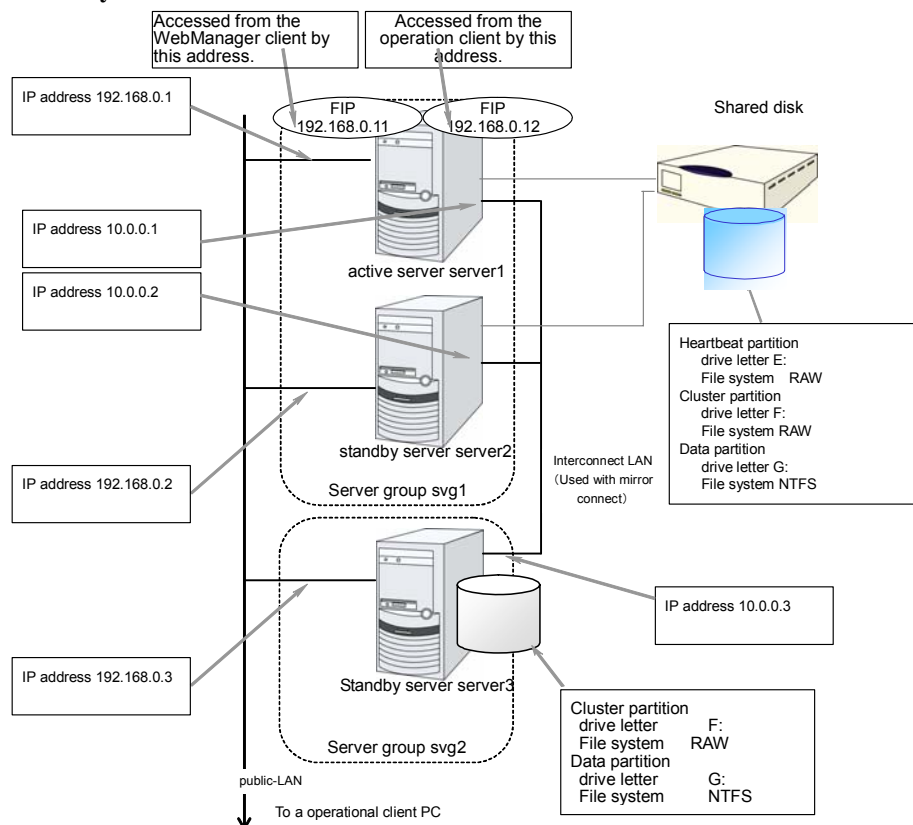 Accessed from the
WebManager client by
this address.
Accessed from the
operation client by this
address.
IP address 192.168.0.1
FIP
192.168.0.11
FIP
192.168.0.12
Shared disk
IP address 10.0.0.1
active server server1
IP address 10.0.0.2
Heartbeat partition
drive letter E:
File system RAW
Cluster partition
drive letter F:
File system RAW
Data partition
drive letter G:
File system NTFS
standby server server2
Interconnect LAN
(Used with mirror
connect)
IP address 192.168.0.2
Server group svg1
IP address 10.0.0.3
IP address 192.168.0.3
Standby server server3
Cluster partition
drive letter F:
File system RAW
Data partition
drive letter G:
File system NTFS
Server group svg2
public-LAN
To a operational client PC